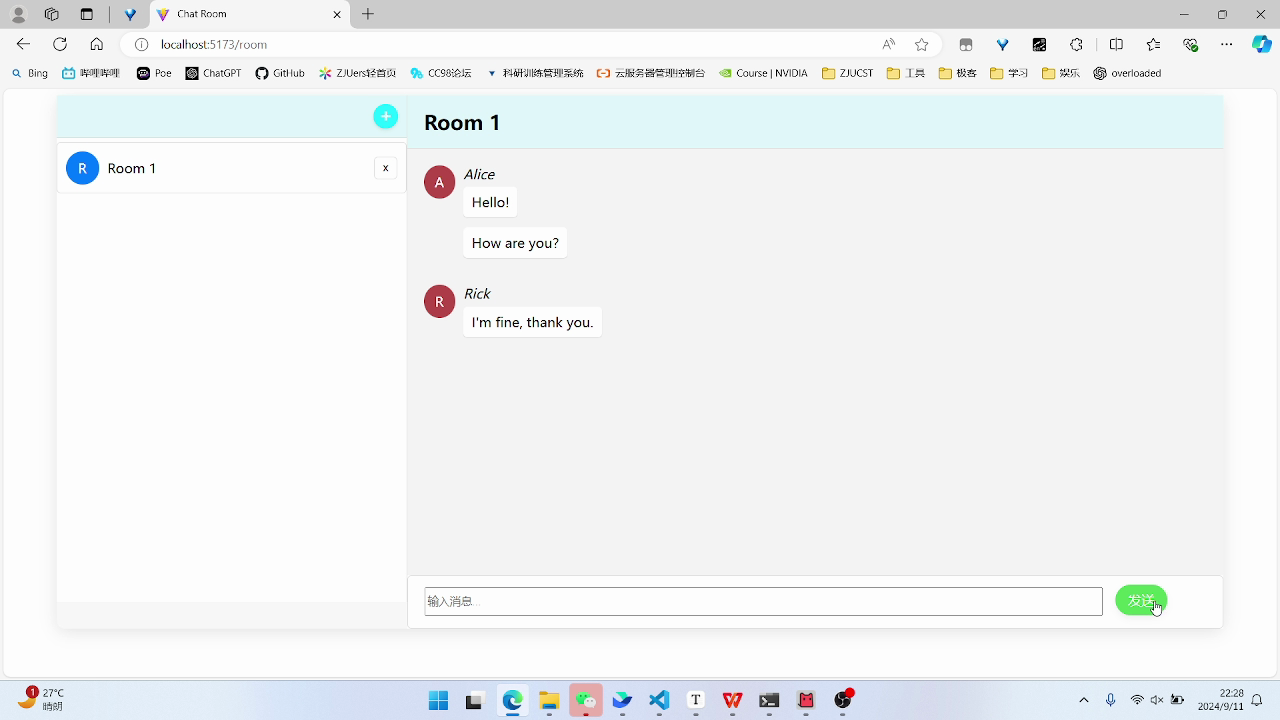 Chat Room
localhost:5173/room
Bing
哔哩哔哩
Poe
ChatGPT
GitHub
ZJUers轻首页
CC98论坛
科研训练管理系统
云服务器管理控制台
Course | NVIDIA
ZJUCST
工具
极客
学习
娱乐
overloaded
+
Room 1
R
Room 1
x
A
Alice
Hello!
How are you?
R
Rick
I'm fine, thank you.
输入消息...
发送
1
27°C
晴朗
22:28
2024/9/11